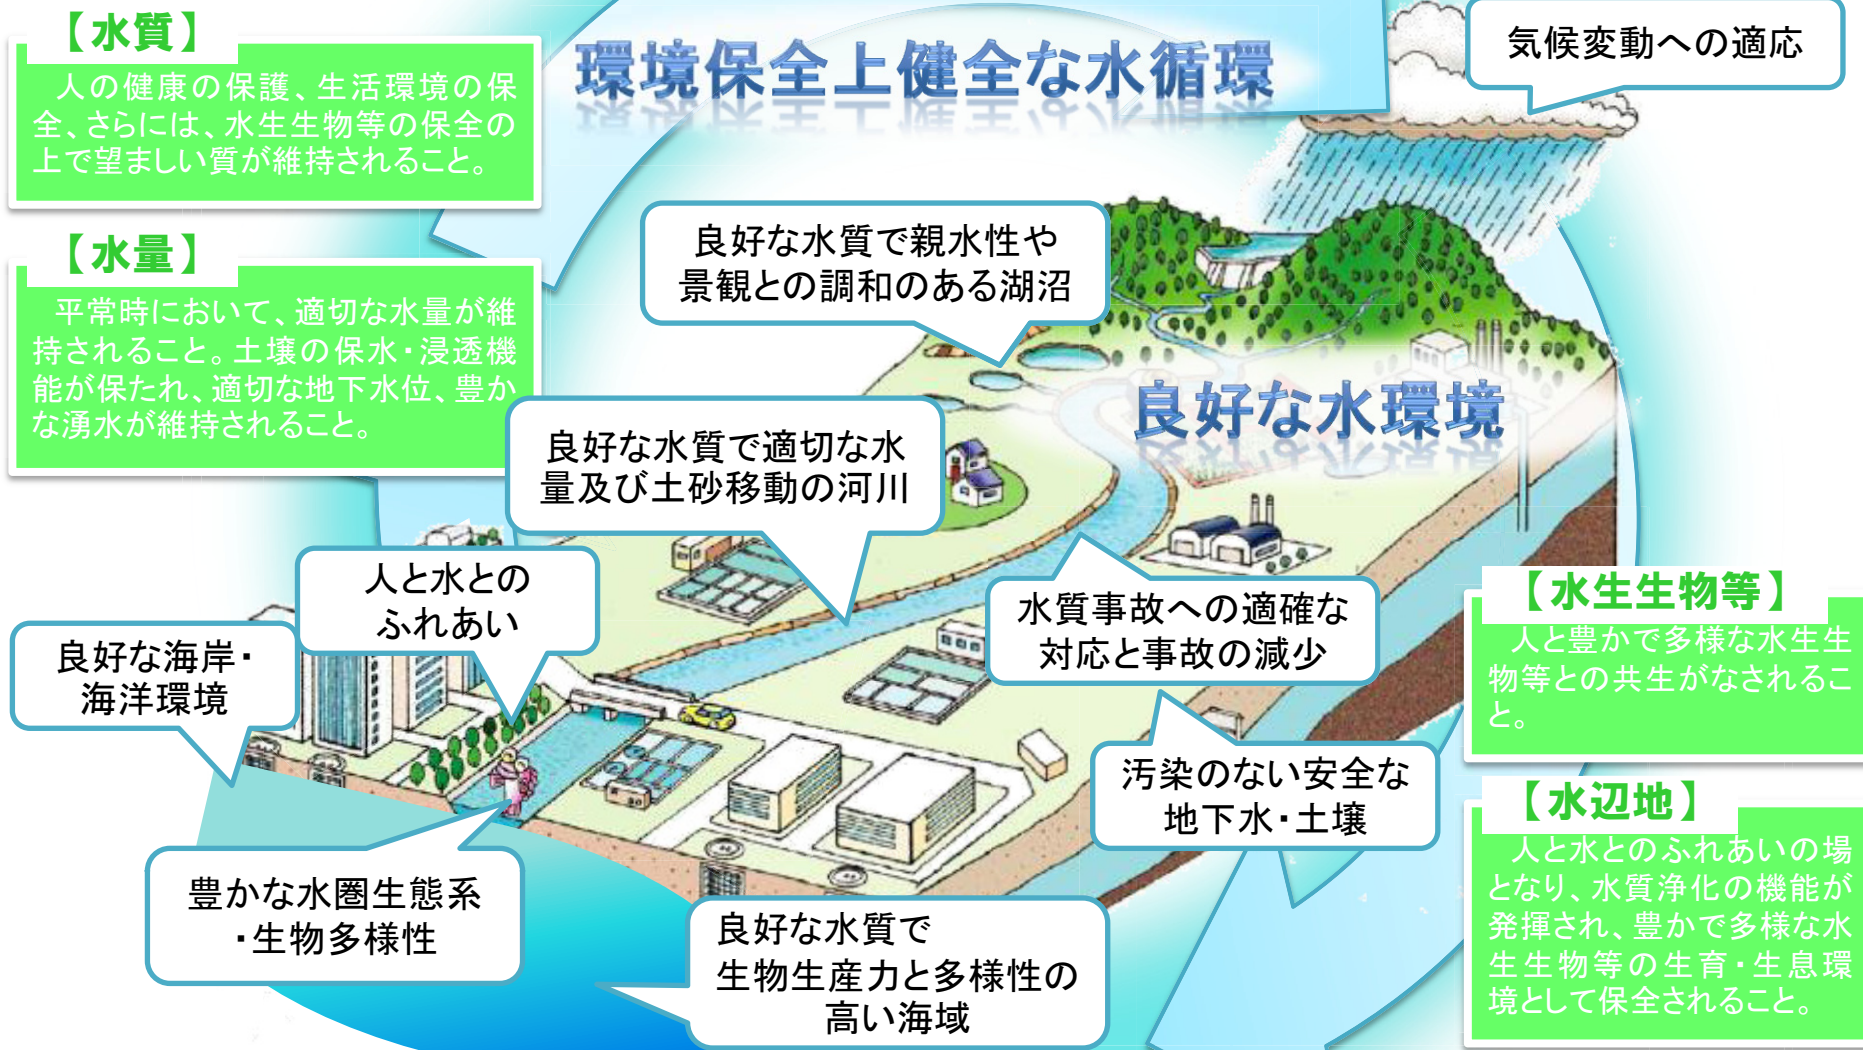 【水質】
人の健康の保護、生活環境の保
全、さらには、水生生物等の保全の
上で望ましい質が維持されること。
環境保全上健全な水循環
気候変動への適応
【水量】
平常時において、適切な水量が維
持されること。土壌の保水・浸透機
能が保たれ、適切な地下水位、豊か
な湧水が維持されること。
良好な水質で親水性や
景観との調和のある湖沼
良好な水環境
良好な水質で適切な水
量及び土砂移動の河川
人と水との
ふれあい
良好な海岸・
海洋環境
水質事故への適確な
対応と事故の減少
【水生生物等】
人と豊かで多様な水生生
物等との共生がなされるこ
と。
汚染のない安全な
地下水・土壌
【水辺地】
人と水とのふれあいの場
となり、水質浄化の機能が
発揮され、豊かで多様な水
生生物等の生育・生息環
境として保全されること。
豊かな水圏生態系
・生物多様性
良好な水質で
生物生産力と多様性の
高い海域